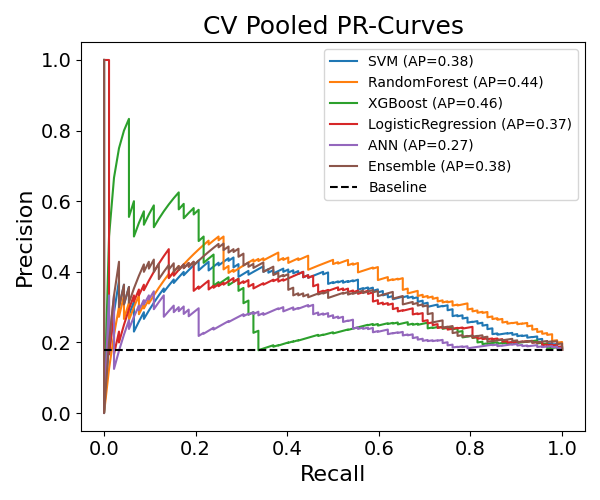 CV Pooled PR-Curves
SVM (AP=0.38)
RandomForest (AP=0.44)
XGBoost (AP=0.46)
LogisticRegression (AP=0.37)
ANN (AP=0.27)
Ensemble (AP=0.38)
Baseline
Precision
1.0
0.8
0.6
0.4
0.2
0.0
0.0 0.2 0.4 0.6 0.8 1.0
Recall